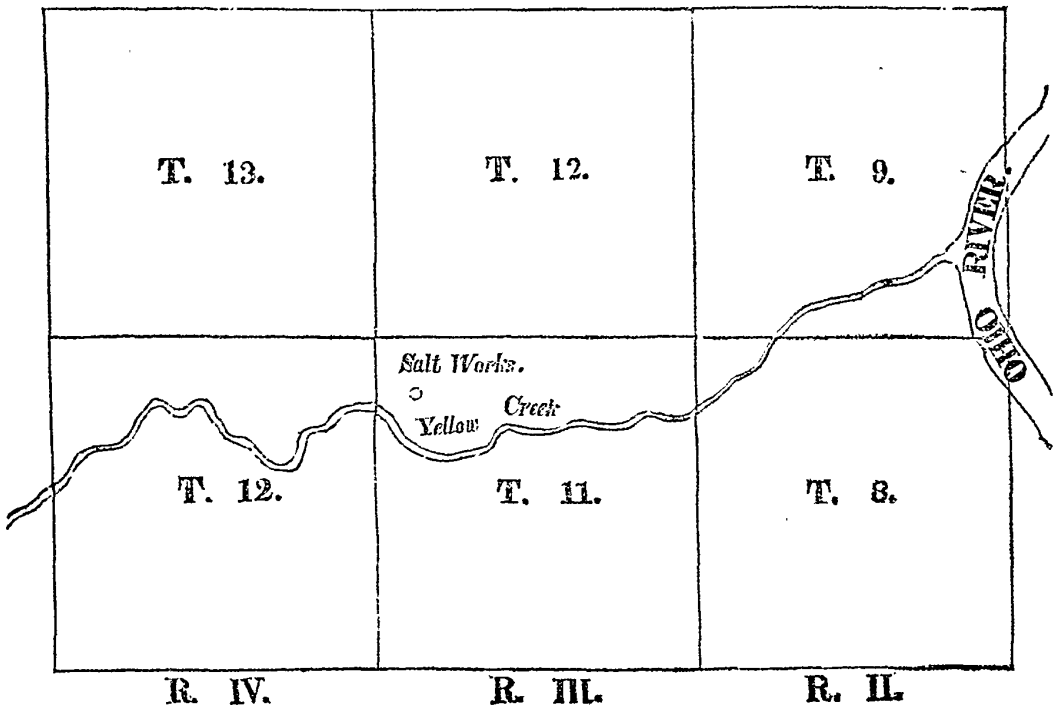 T. 13.
T. 12.
T. 9.
RIVER.
OHIO
Salt Works.
Yellow Creek
T. 12.
T. 11.
T. 8.
R. IV.
R. III.
R. II.